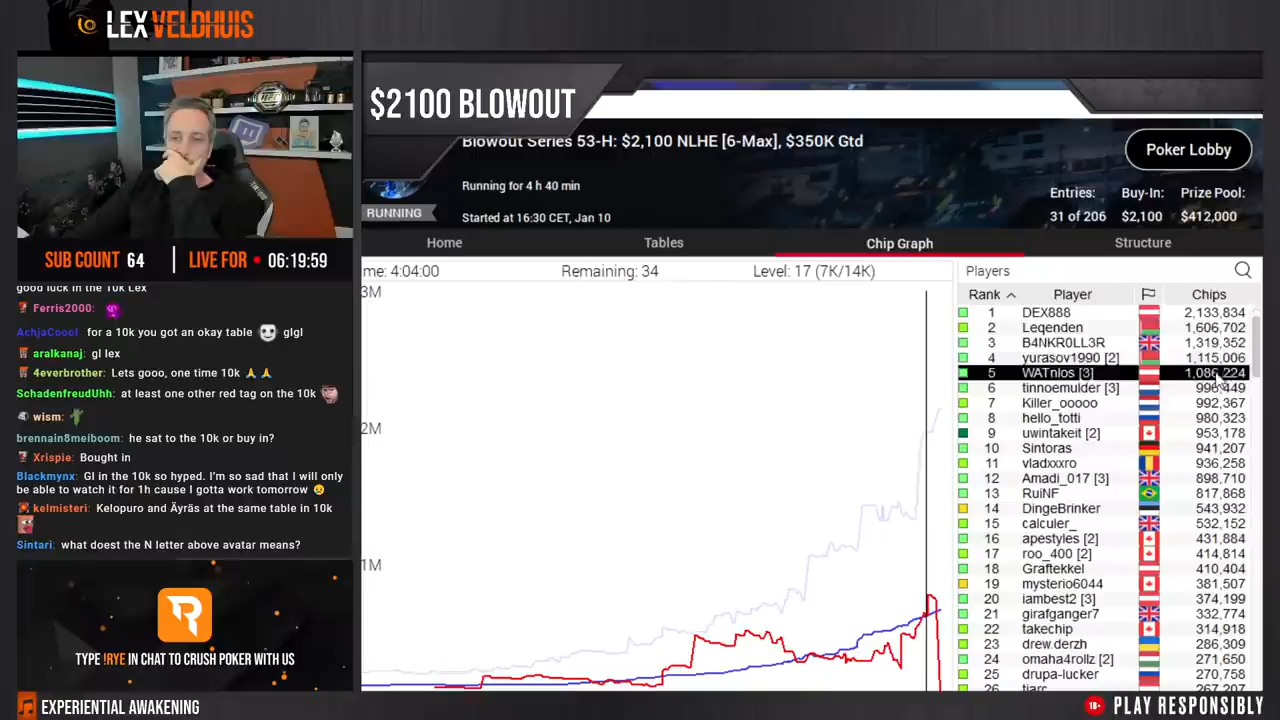 LEX VELDHUIS
$2100 BLOWOUT
Blowout Series 53-H: $2,100 NLHE [6-Max], $350K Gtd
Poker Lobby
Running for 4 h 40 min
Entries: Buy-In: Prize Pool:
31 of 206 $2,100 $412,000
RUNNING
Started at 16:30 CET, Jan 10
Home Tables Chip Graph Structure
me: 4:04:00 Remaining: 34 Level: 17 (7K/14K)
3M
2M
1M
Players
Rank Player Chips
1 DEX888 2,133,834
2 Leqenden 1,606,702
3 B4NKR0LL3R 1,319,352
4 yurasov1990 [2] 1,115,006
5 WATnlos [3] 1,086,224
6 tinnoemulder [3] 996,449
7 Killer_ooooo 992,367
8 hello_totti 980,323
9 uwintakeit [2] 953,178
10 Sintoras 941,207
11 vladxxxro 936,258
12 Amadi_017 [3] 898,710
13 RuiNF 817,868
14 DingeBrinker 543,932
15 calculer_ 532,152
16 apestyles [2] 431,884
17 roo_400 [2] 414,814
18 Graftekkel 410,404
19 mysterio6044 381,507
20 iambest2 [3] 374,199
21 girafganger7 332,774
22 takechip 314,918
23 drew.derzh 286,309
24 omaha4rollz [2] 271,650
25 drupa-lucker 270,758
26 tjarc 267,207
SUB COUNT 64 LIVE FOR 06:19:59
good luck in the 10k Lex
Ferris2000:
AchjaCoool for a 10k you got an okay table glgl
aralkanaj: gl lex
4everbrother: Lets gooo, one time 10k 🙏 🙏
SchadenfreudUhh: at least one other red tag on the 10k
wism:
brennain8meiboom: he sat to the 10k or buy in?
Xrispie: Bought in
Blackmynx: Gl in the 10k so hyped. I'm so sad that I will only
be able to watch it for 1h cause I gotta work tomorrow 😢
kelmisteri: Kelopuro and Äyräs at the same table in 10k
Sintari: what doest the N letter above avatar means?
TYPE !RYE IN CHAT TO CRUSH POKER WITH US
EXPERIENTIAL AWAKENING
18+ PLAY RESPONSIBLY